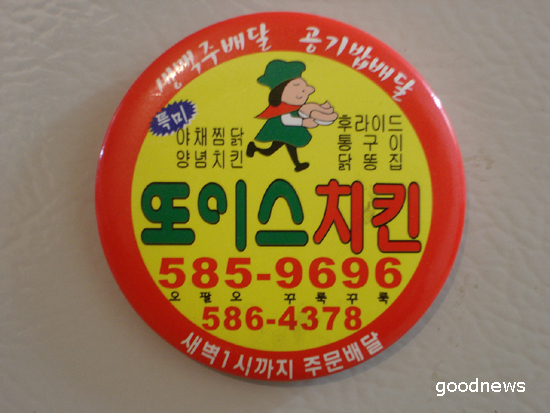 생맥주배달 공기밥배달
특미
야채찜닭
양념치킨
후라이드
통구이
닭똥집
또이스치킨
585-9696
오팔오 꾸륙꾸륙
586-4378
새벽1시까지 주문배달
goodnews